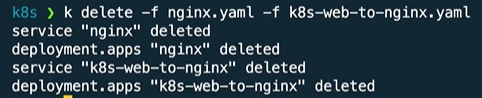 k8s ❯ k delete -f nginx.yaml -f k8s-web-to-nginx.yaml
service "nginx" deleted
deployment.apps "nginx" deleted
service "k8s-web-to-nginx" deleted
deployment.apps "k8s-web-to-nginx" deleted